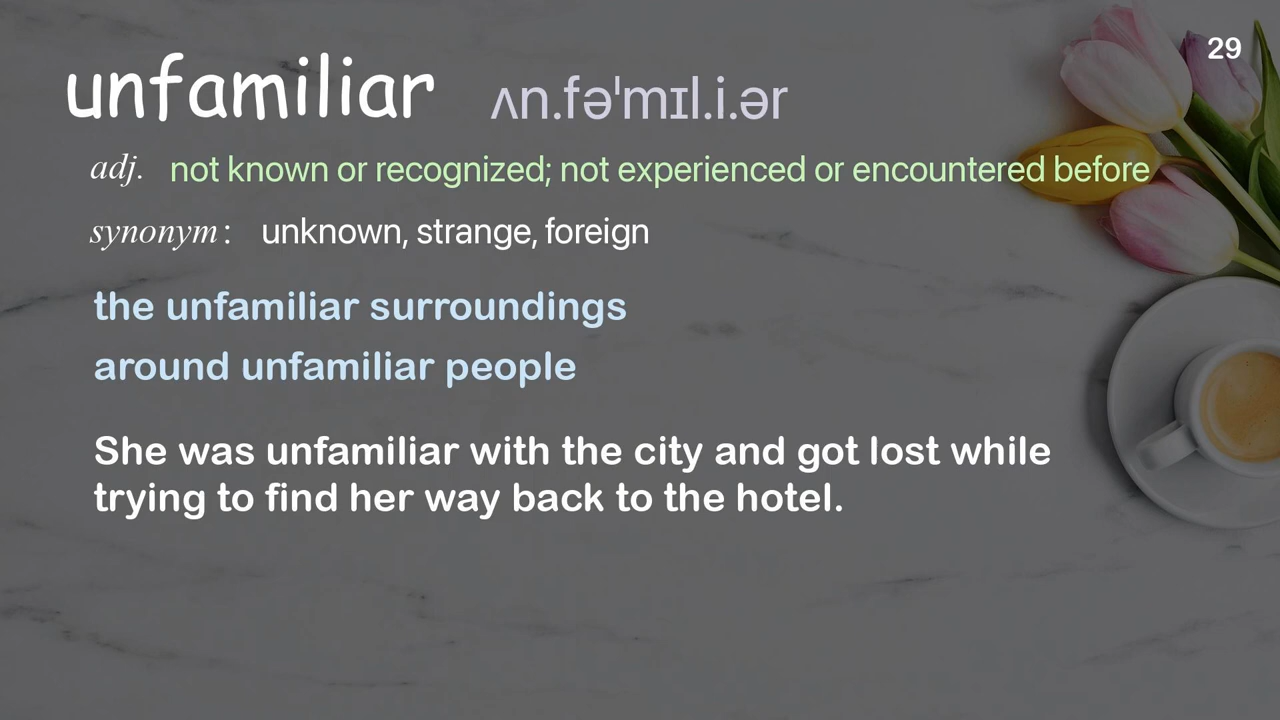 29
unfamiliar ʌn.fəˈmɪl.i.ər
adj. not known or recognized; not experienced or encountered before
synonym: unknown, strange, foreign
the unfamiliar surroundings
around unfamiliar people
She was unfamiliar with the city and got lost while
trying to find her way back to the hotel.